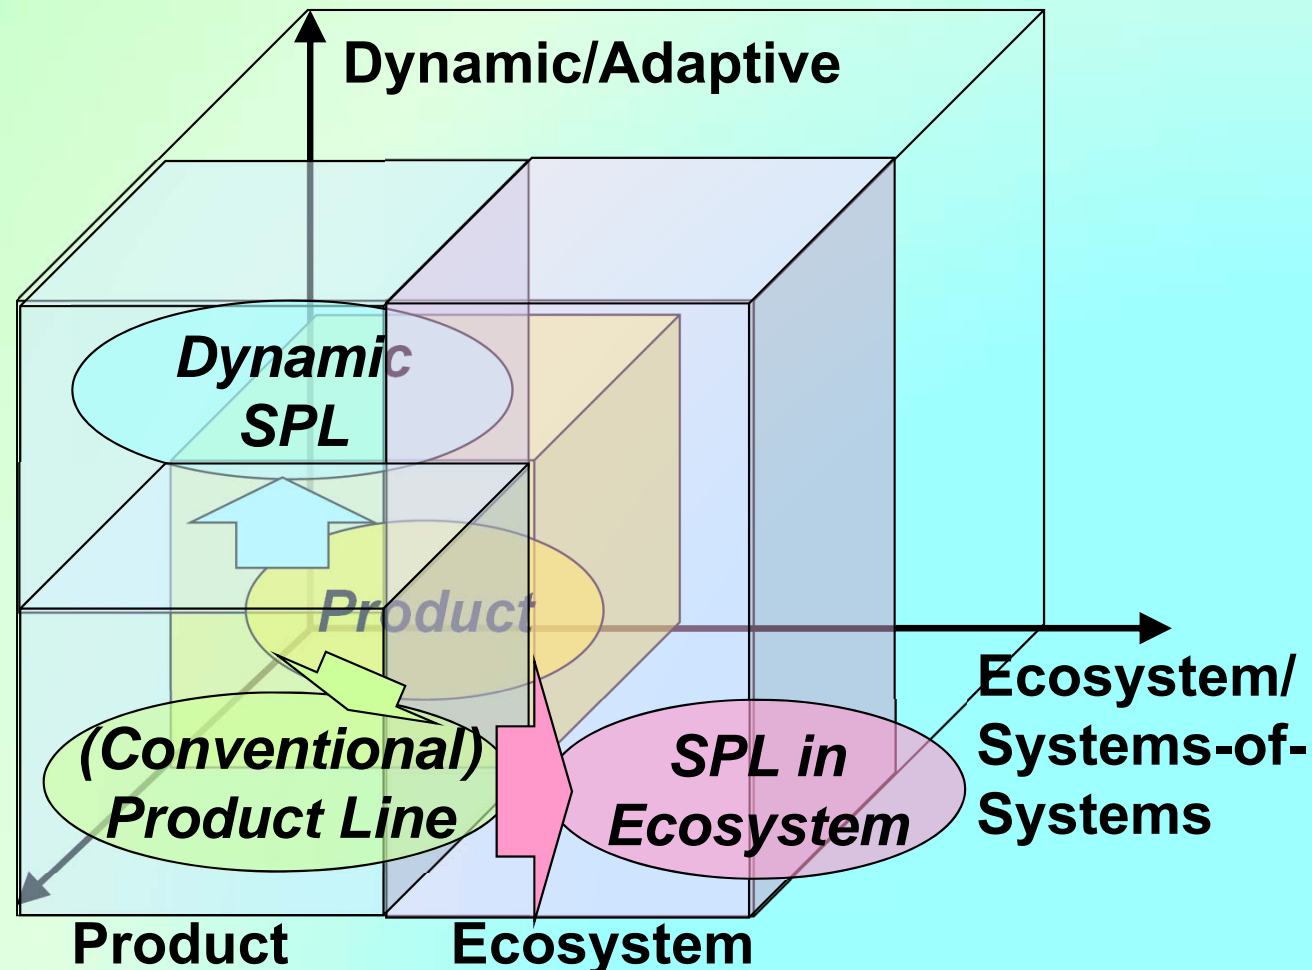 Dynamic/Adaptive
Dynamic
SPL
Product
Ecosystem/
Systems-of-
Systems
(Conventional)
Product Line
SPL in
Ecosystem
Product
Ecosystem